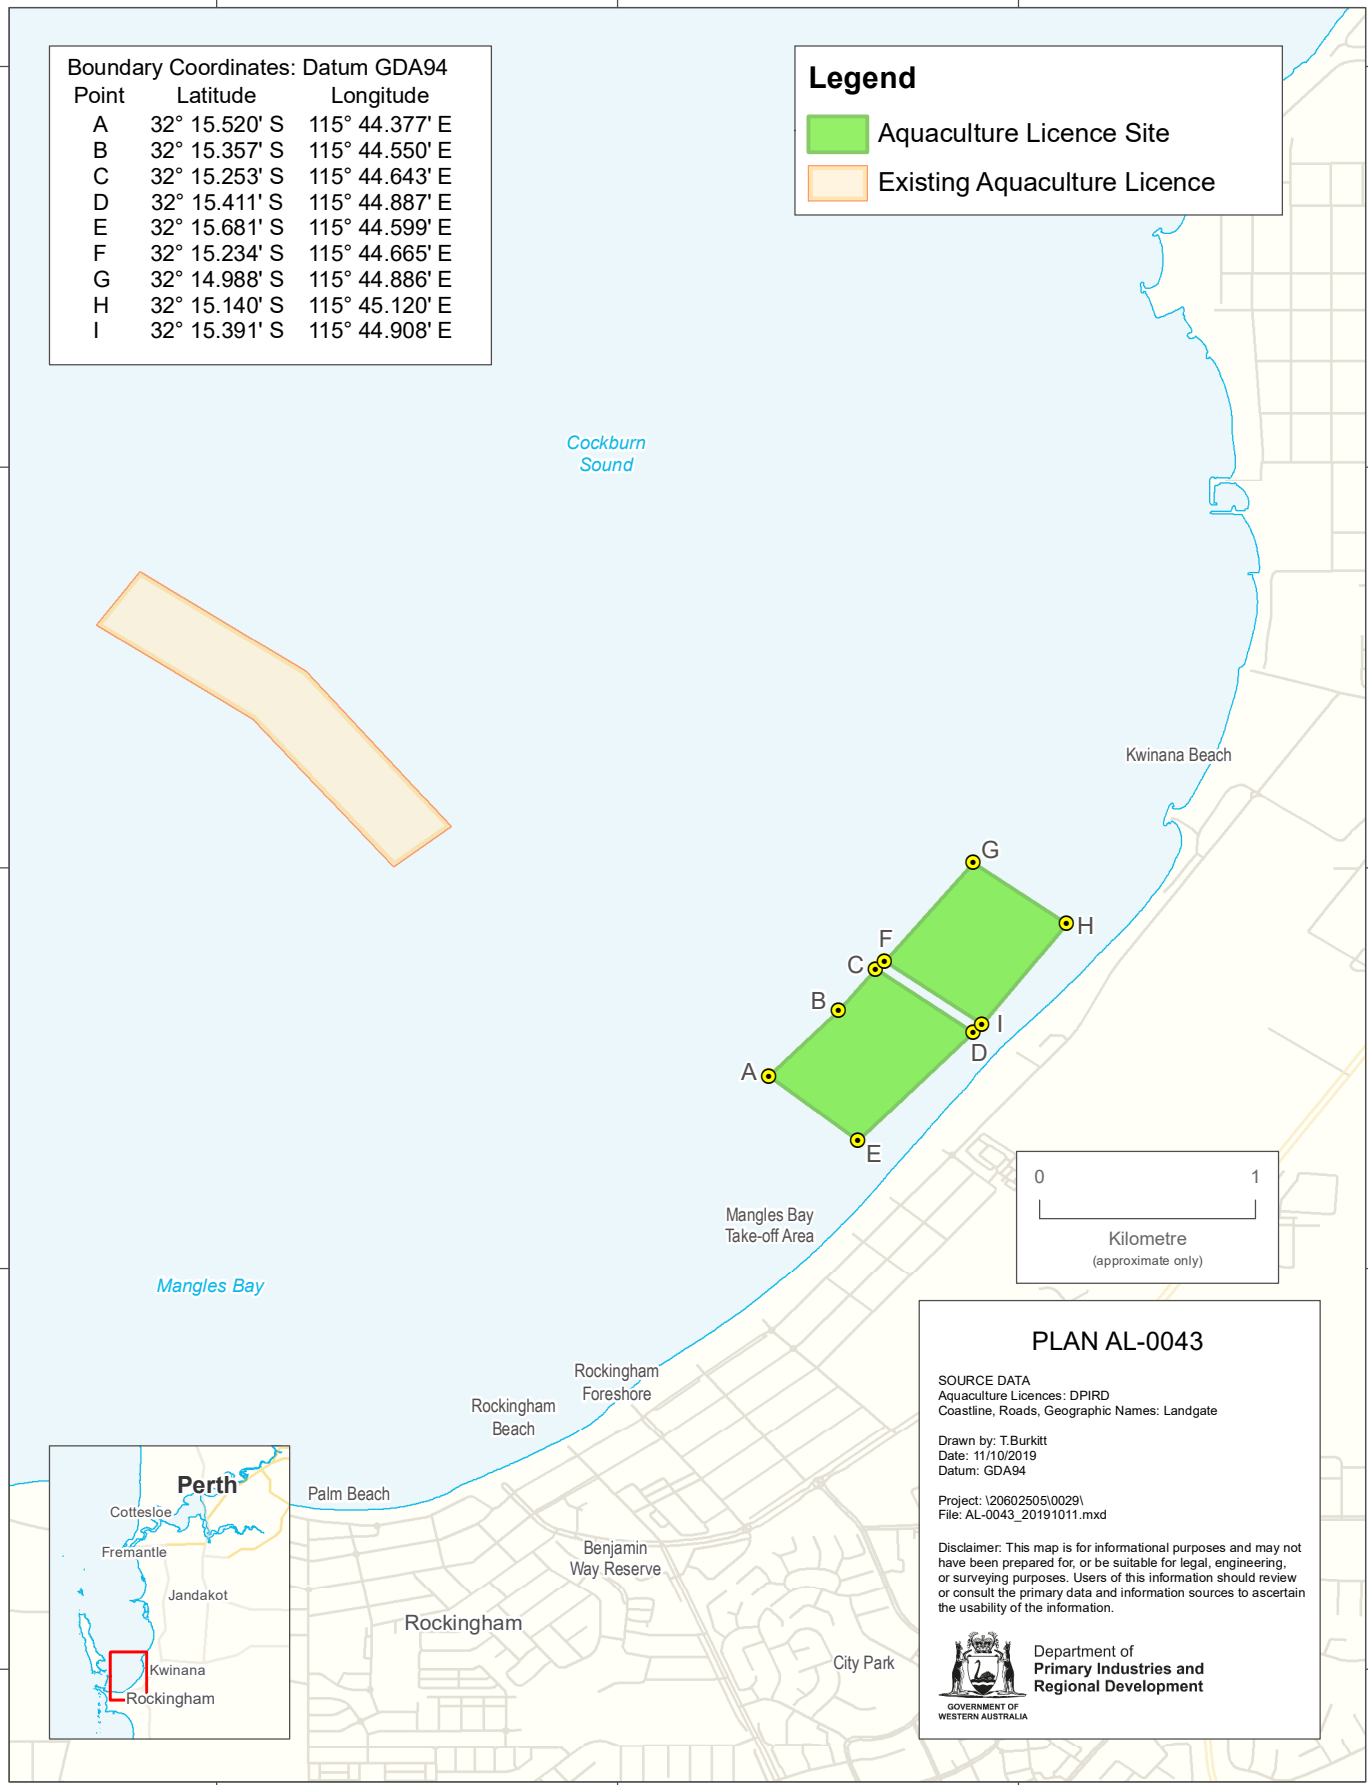 Boundary Coordinates: Datum GDA94
Point Latitude Longitude
A 32° 15.520' S 115° 44.377' E
B 32° 15.357' S 115° 44.550' E
C 32° 15.253' S 115° 44.643' E
D 32° 15.411' S 115° 44.887' E
E 32° 15.681' S 115° 44.599' E
F 32° 15.234' S 115° 44.665' E
G 32° 14.988' S 115° 44.886' E
H 32° 15.140' S 115° 45.120' E
I 32° 15.391' S 115° 44.908' E
Legend
Aquaculture Licence Site
Existing Aquaculture Licence
Cockburn
Sound
Kwinana Beach
G
H
F
C
B
I
D
A
E
Mangles Bay
Take-off Area
Mangles Bay
0 1
Kilometre
(approximate only)
Rockingham
Foreshore
Rockingham
Beach
Palm Beach
Benjamin
Way Reserve
Rockingham
City Park
Perth
Cottesloe
Fremantle
Jandakot
Kwinana
Rockingham
PLAN AL-0043
SOURCE DATA
Aquaculture Licences: DPIRD
Coastline, Roads, Geographic Names: Landgate
Drawn by: T.Burkitt
Date: 11/10/2019
Datum: GDA94
Project: \20602505\0029\
File: AL-0043_20191011.mxd
Disclaimer: This map is for informational purposes and may not
have been prepared for, or be suitable for legal, engineering,
or surveying purposes. Users of this information should review
or consult the primary data and information sources to ascertain
the usability of the information.
Department of
Primary Industries and
Regional Development
GOVERNMENT OF
WESTERN AUSTRALIA